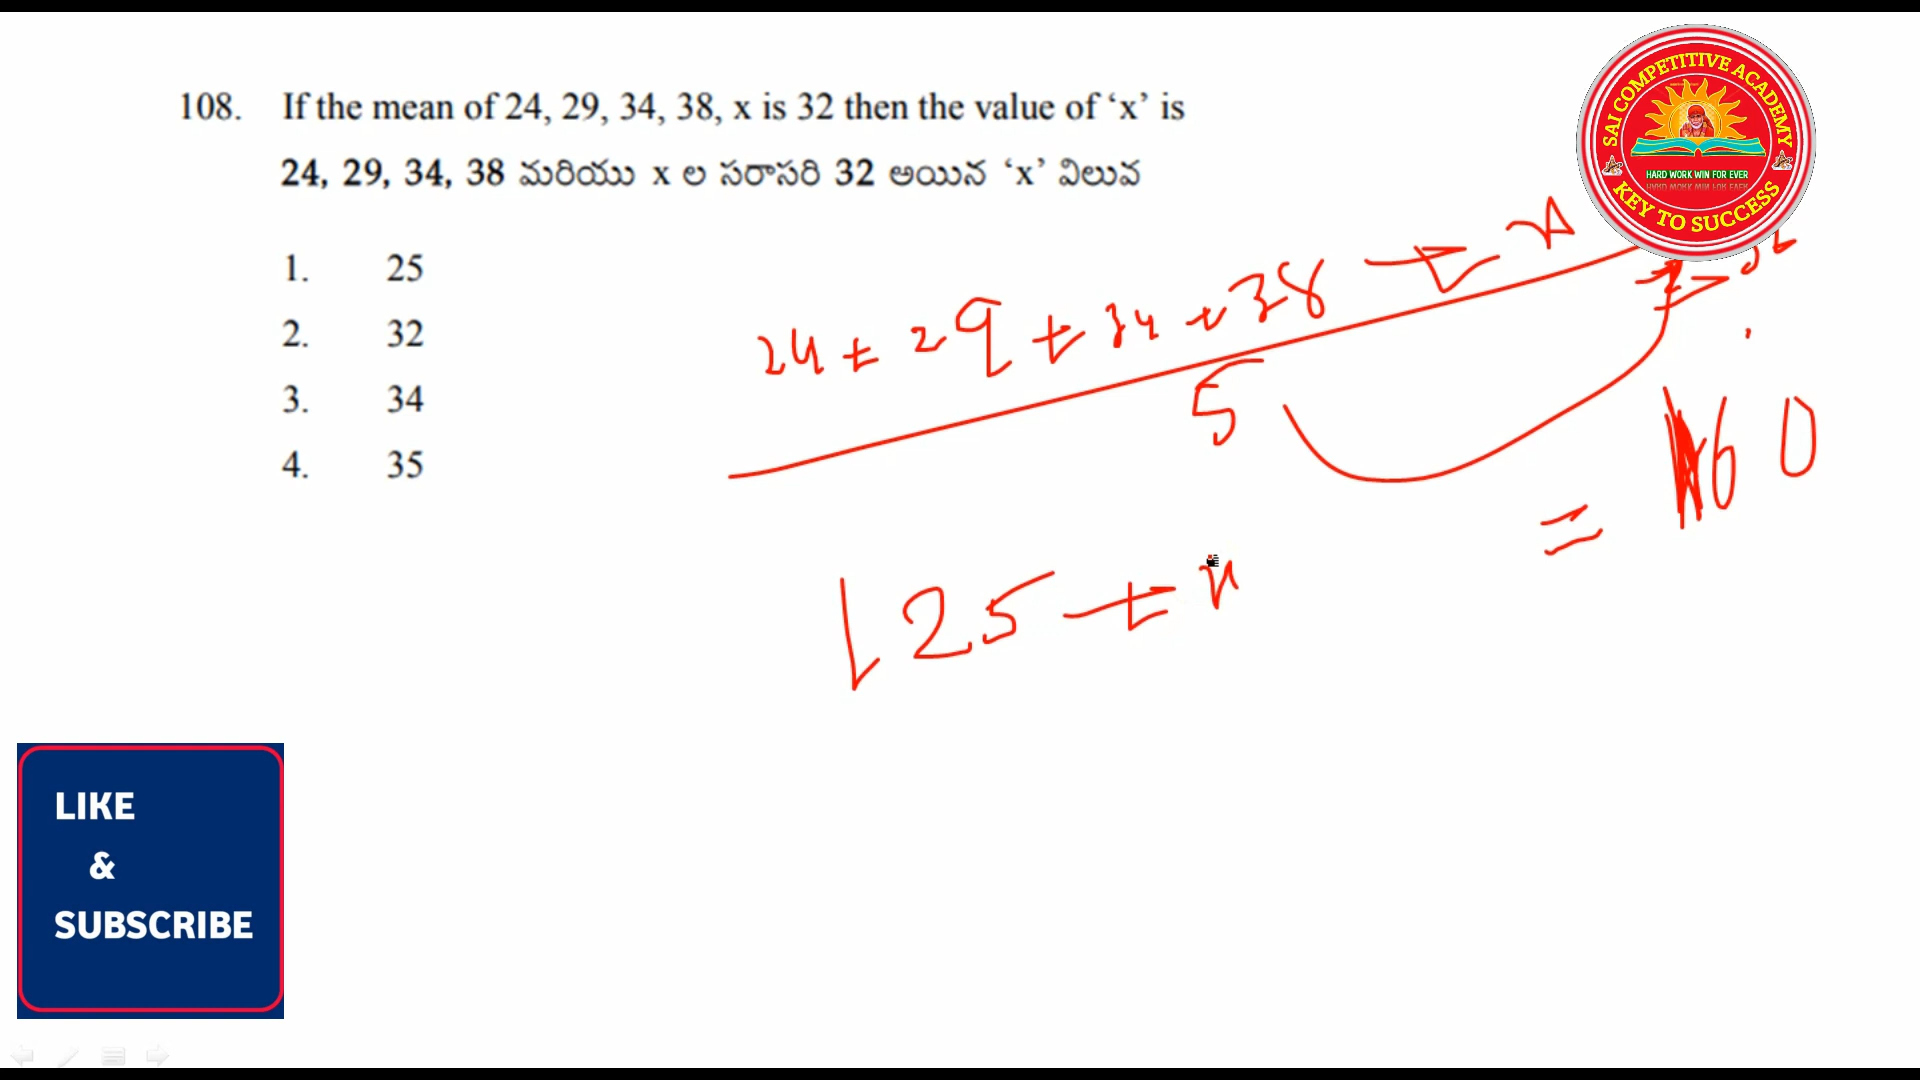 108. If the mean of 24, 29, 34, 38, x is 32 then the value of ‘x’ is
24, 29, 34, 38 మరియు x ల సరాసరి 32 అయిన ‘x’ విలువ
1. 25
2. 32
3. 34
4. 35
SAI COMPETITIVE ACADEMY
HARD WORK WIN FOR EVER
KEY TO SUCCESS
24 + 29 + 34 + 38 + x
5
= 160
125 + x
LIKE
&
SUBSCRIBE